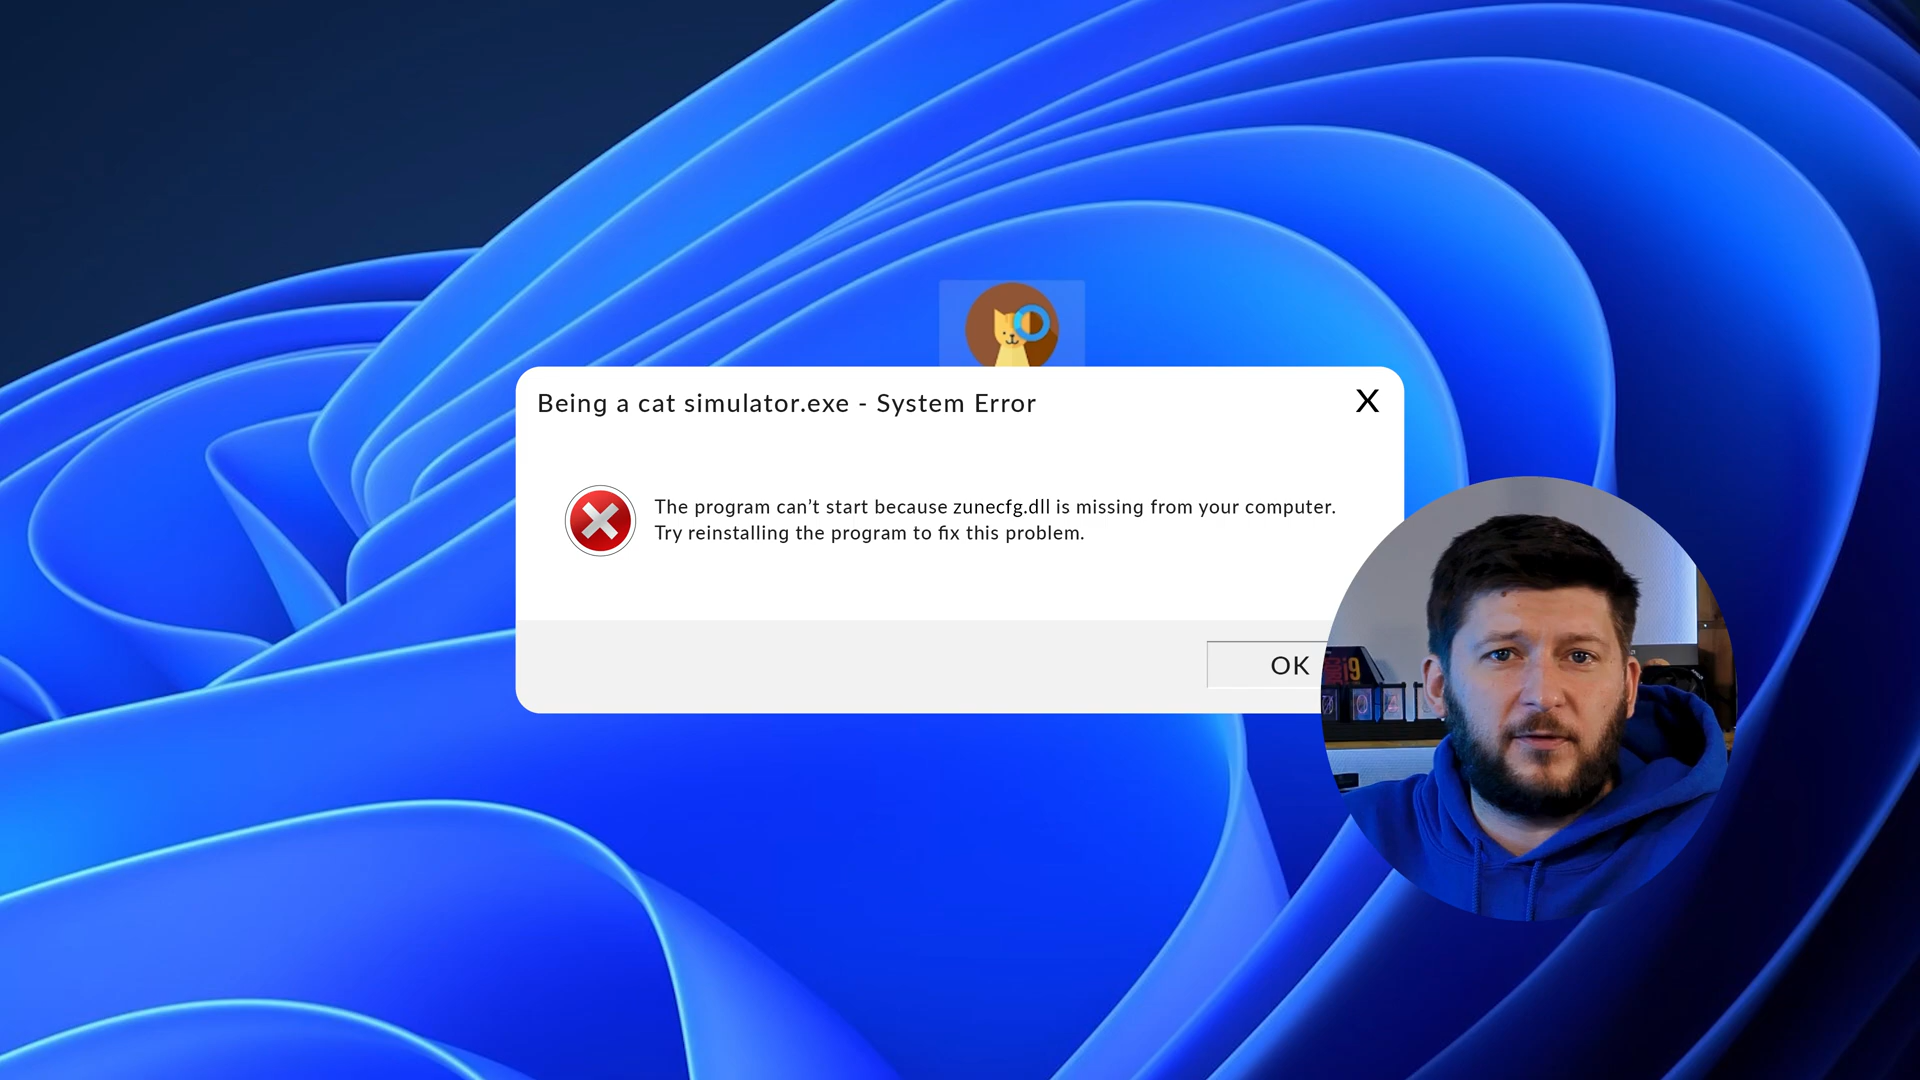 Being a cat simulator.exe - System Error
X
The program can’t start because zunecfg.dll is missing from your computer.
Try reinstalling the program to fix this problem.
OK
i9